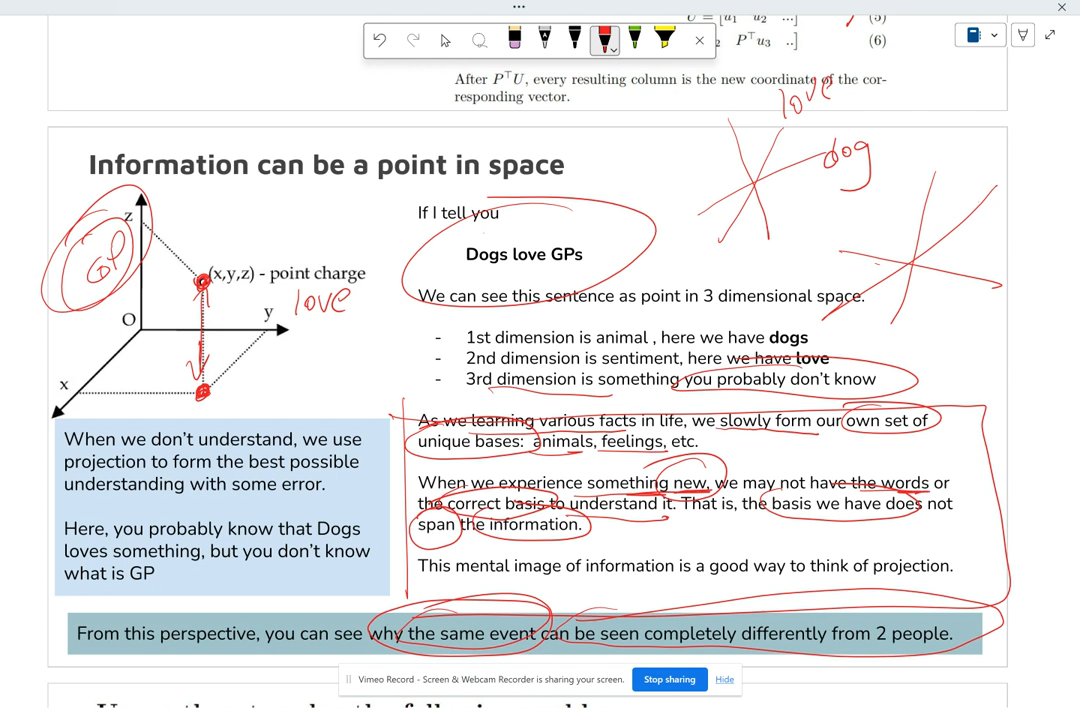 U = [u1 u2 ...] (5)
2 P⊤u3 ..] (6)
After P⊤U, every resulting column is the new coordinate of the cor-
responding vector.
love
dog
Information can be a point in space
z
GP
(x,y,z) - point charge
love
y
O
x
If I tell you
Dogs love GPs
We can see this sentence as point in 3 dimensional space.
- 1st dimension is animal , here we have dogs
- 2nd dimension is sentiment, here we have love
- 3rd dimension is something you probably don't know
As we learning various facts in life, we slowly form our own set of
unique bases: animals, feelings, etc.
When we experience something new, we may not have the words or
the correct basis to understand it. That is, the basis we have does not
span the information.
This mental image of information is a good way to think of projection.
When we don't understand, we use
projection to form the best possible
understanding with some error.
Here, you probably know that Dogs
loves something, but you don't know
what is GP
From this perspective, you can see why the same event can be seen completely differently from 2 people.
Vimeo Record - Screen & Webcam Recorder is sharing your screen.
Stop sharing
Hide